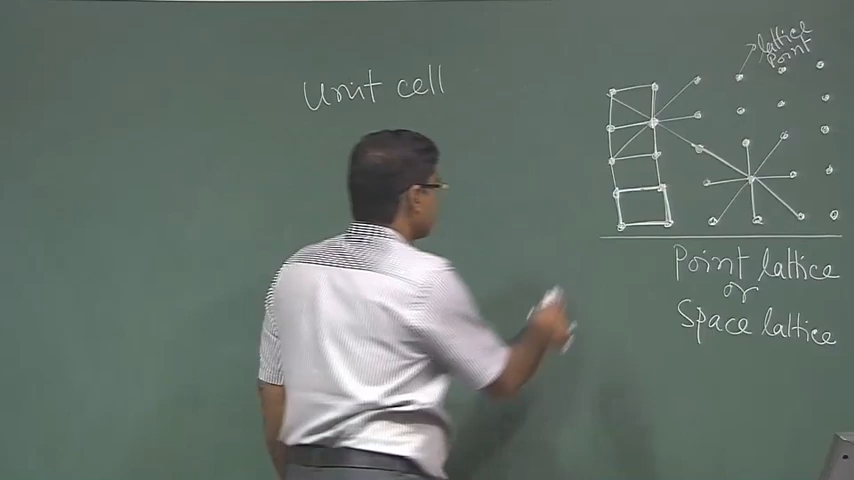 Unit cell
lattice
point
Point lattice
or
Space lattice